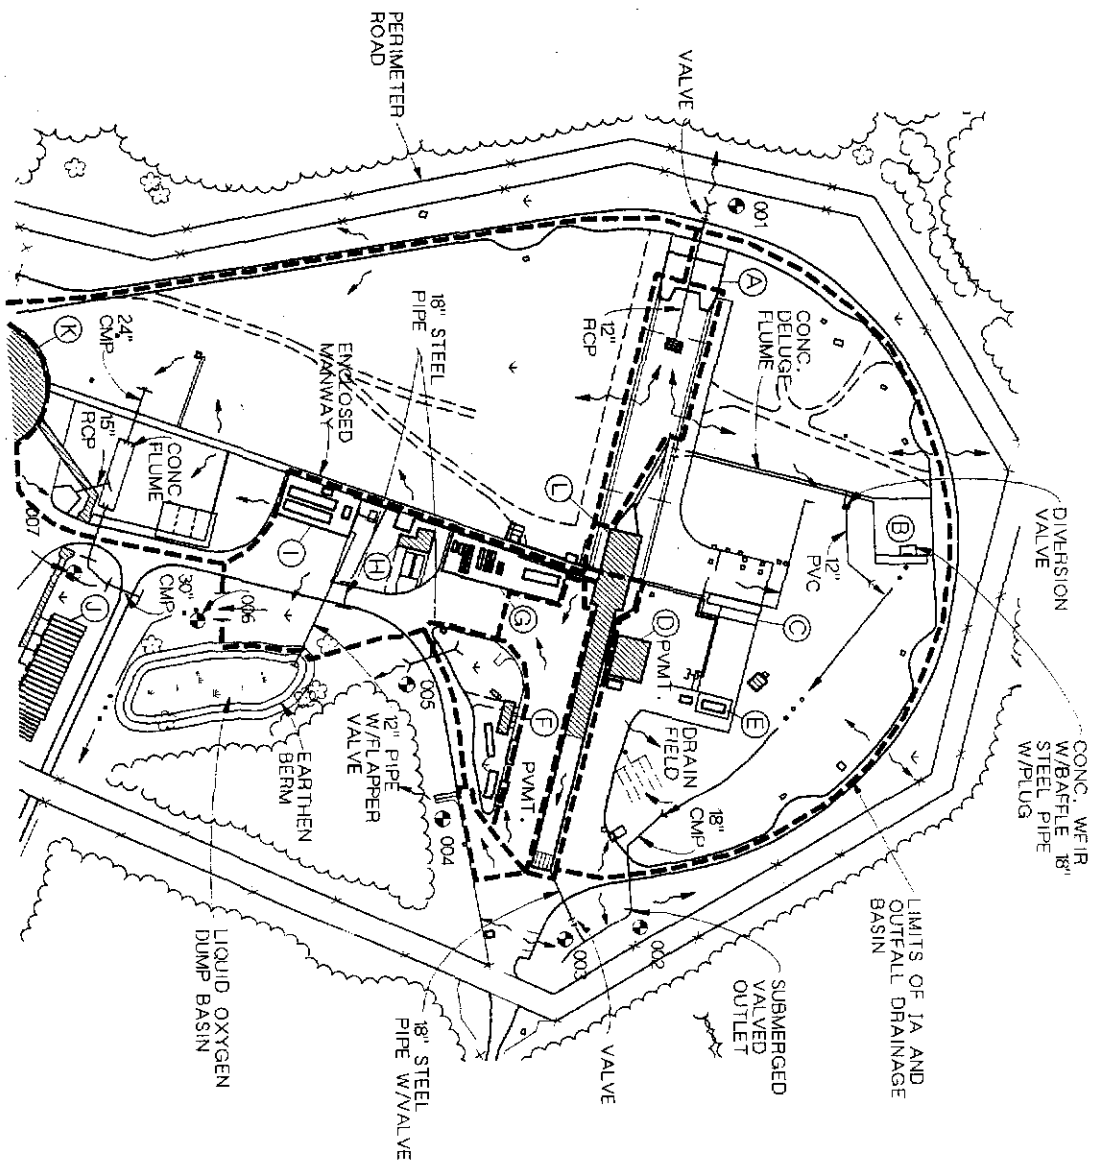 CONC. WEIR
W/BAFFLE 18"
STEEL PIPE
W/PLUG
DIVERSION
VALVE
LIMITS OF IA AND
OUTFALL DRAINAGE
BASIN
B
12"
PVC
CONC.
DELUGE
FLUME
C
E
D
PVMT.
DRAIN
FIELD
18"
CMP
SUBMERGED
VALVED
OUTLET
002
003
VALVE
18" STEEL
PIPE W/VALVE
VALVE
001
A
12"
RCP
L
PERIMETER
ROAD
18" STEEL
PIPE
ENCLOSED
MANWAY
G
H
I
F
PVMT.
004
005
12" PIPE
W/FLAPPER
VALVE
EARTHEN
BERM
LIQUID OXYGEN
DUMP BASIN
006
30"
CMP
K
24"
CMP
15"
RCP
CONC.
FLUME
007
J